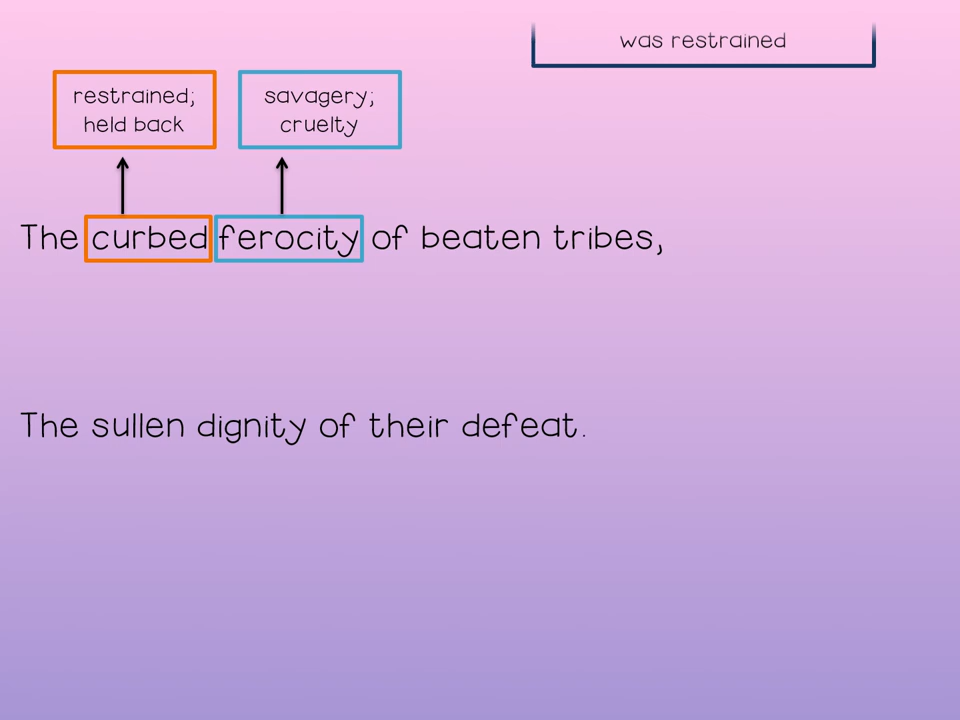 was restrained
restrained;
held back
savagery;
cruelty
The curbed ferocity of beaten tribes,
The sullen dignity of their defeat.